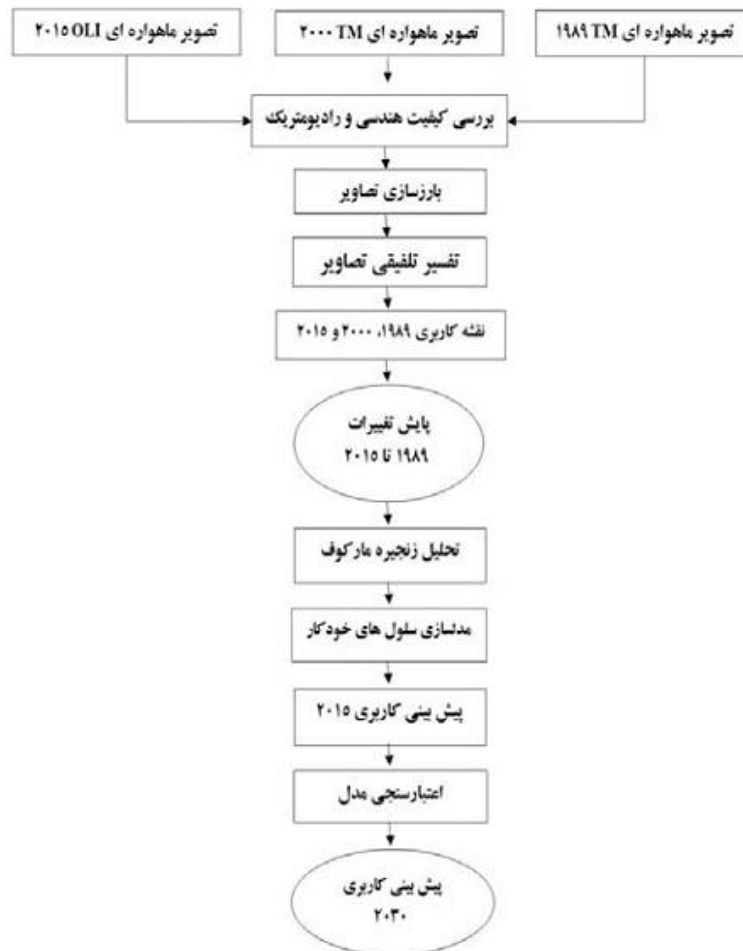 تصویر ماهواره ای TM ۱۹۸۹
تصویر ماهواره ای TM ۲۰۰۰
تصویر ماهواره ای OLI ۲۰۱۵
بررسی کیفیت هندسی و رادیومتریک
بارزسازی تصاویر
تفسیر تلفیقی تصاویر
نقشه کاربری ۱۹۸۹، ۲۰۰۰ و ۲۰۱۵
پایش تغییرات
۱۹۸۹ تا ۲۰۱۵
تحلیل زنجیره مارکوف
مدلسازی سلول های خودکار
پیش بینی کاربری ۲۰۱۵
اعتبارسنجی مدل
پیش بینی کاربری
۲۰۳۰